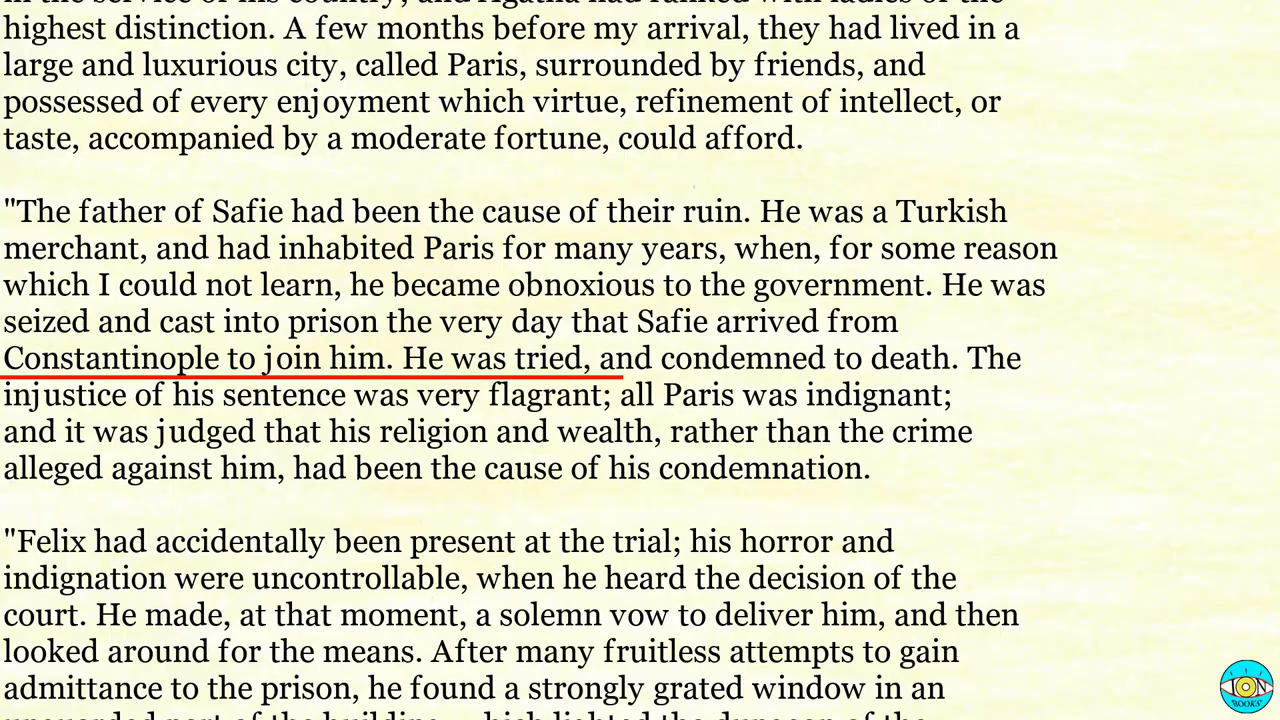 highest distinction. A few months before my arrival, they had lived in a
large and luxurious city, called Paris, surrounded by friends, and
possessed of every enjoyment which virtue, refinement of intellect, or
taste, accompanied by a moderate fortune, could afford.
"The father of Safie had been the cause of their ruin. He was a Turkish
merchant, and had inhabited Paris for many years, when, for some reason
which I could not learn, he became obnoxious to the government. He was
seized and cast into prison the very day that Safie arrived from
Constantinople to join him. He was tried, and condemned to death. The
injustice of his sentence was very flagrant; all Paris was indignant;
and it was judged that his religion and wealth, rather than the crime
alleged against him, had been the cause of his condemnation.
"Felix had accidentally been present at the trial; his horror and
indignation were uncontrollable, when he heard the decision of the
court. He made, at that moment, a solemn vow to deliver him, and then
looked around for the means. After many fruitless attempts to gain
admittance to the prison, he found a strongly grated window in an
ION
BOOKS